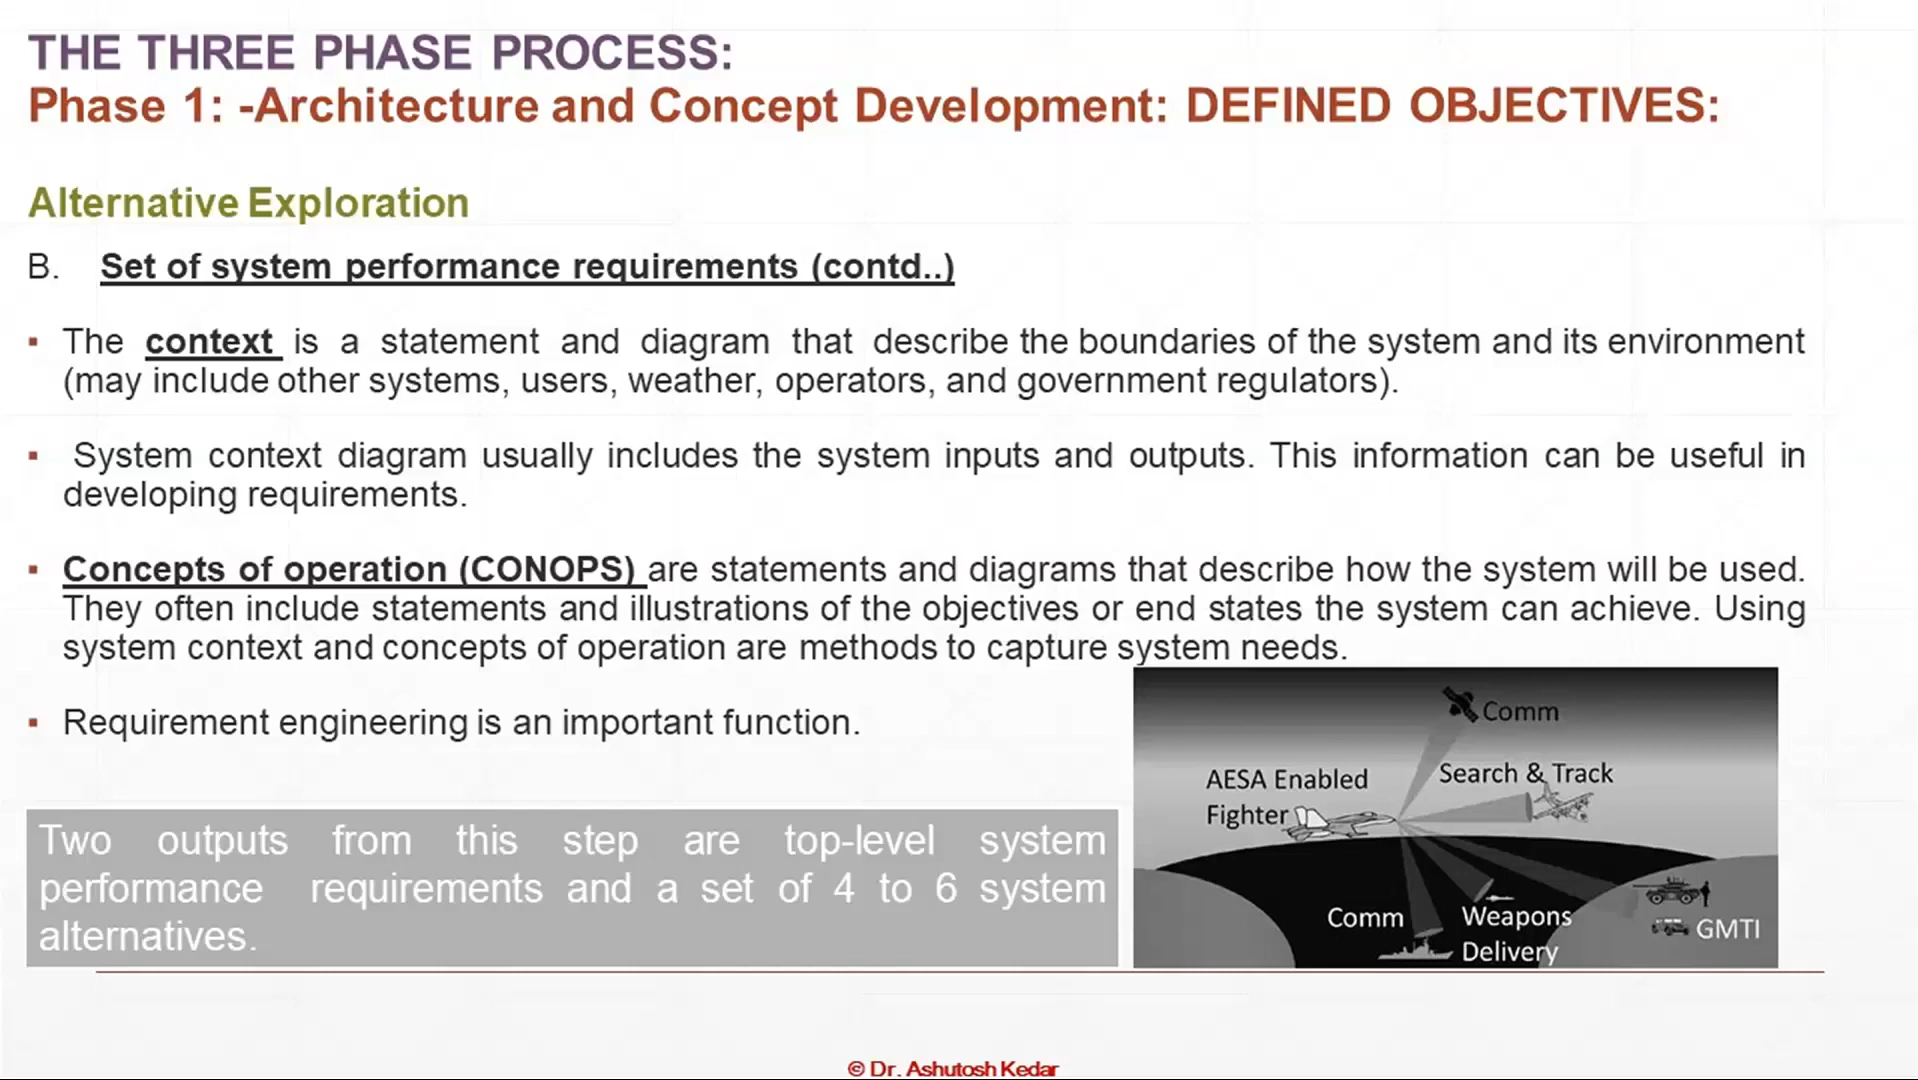 THE THREE PHASE PROCESS:
Phase 1: -Architecture and Concept Development: DEFINED OBJECTIVES:
Alternative Exploration
B. Set of system performance requirements (contd..)
▪ The context is a statement and diagram that describe the boundaries of the system and its environment
(may include other systems, users, weather, operators, and government regulators).
▪ System context diagram usually includes the system inputs and outputs. This information can be useful in
developing requirements.
▪ Concepts of operation (CONOPS) are statements and diagrams that describe how the system will be used.
They often include statements and illustrations of the objectives or end states the system can achieve. Using
system context and concepts of operation are methods to capture system needs.
▪ Requirement engineering is an important function.
Two outputs from this step are top-level system
performance requirements and a set of 4 to 6 system
alternatives.
Comm
AESA Enabled
Fighter
Search & Track
Comm
Weapons
Delivery
GMTI
© Dr. Ashutosh Kedar